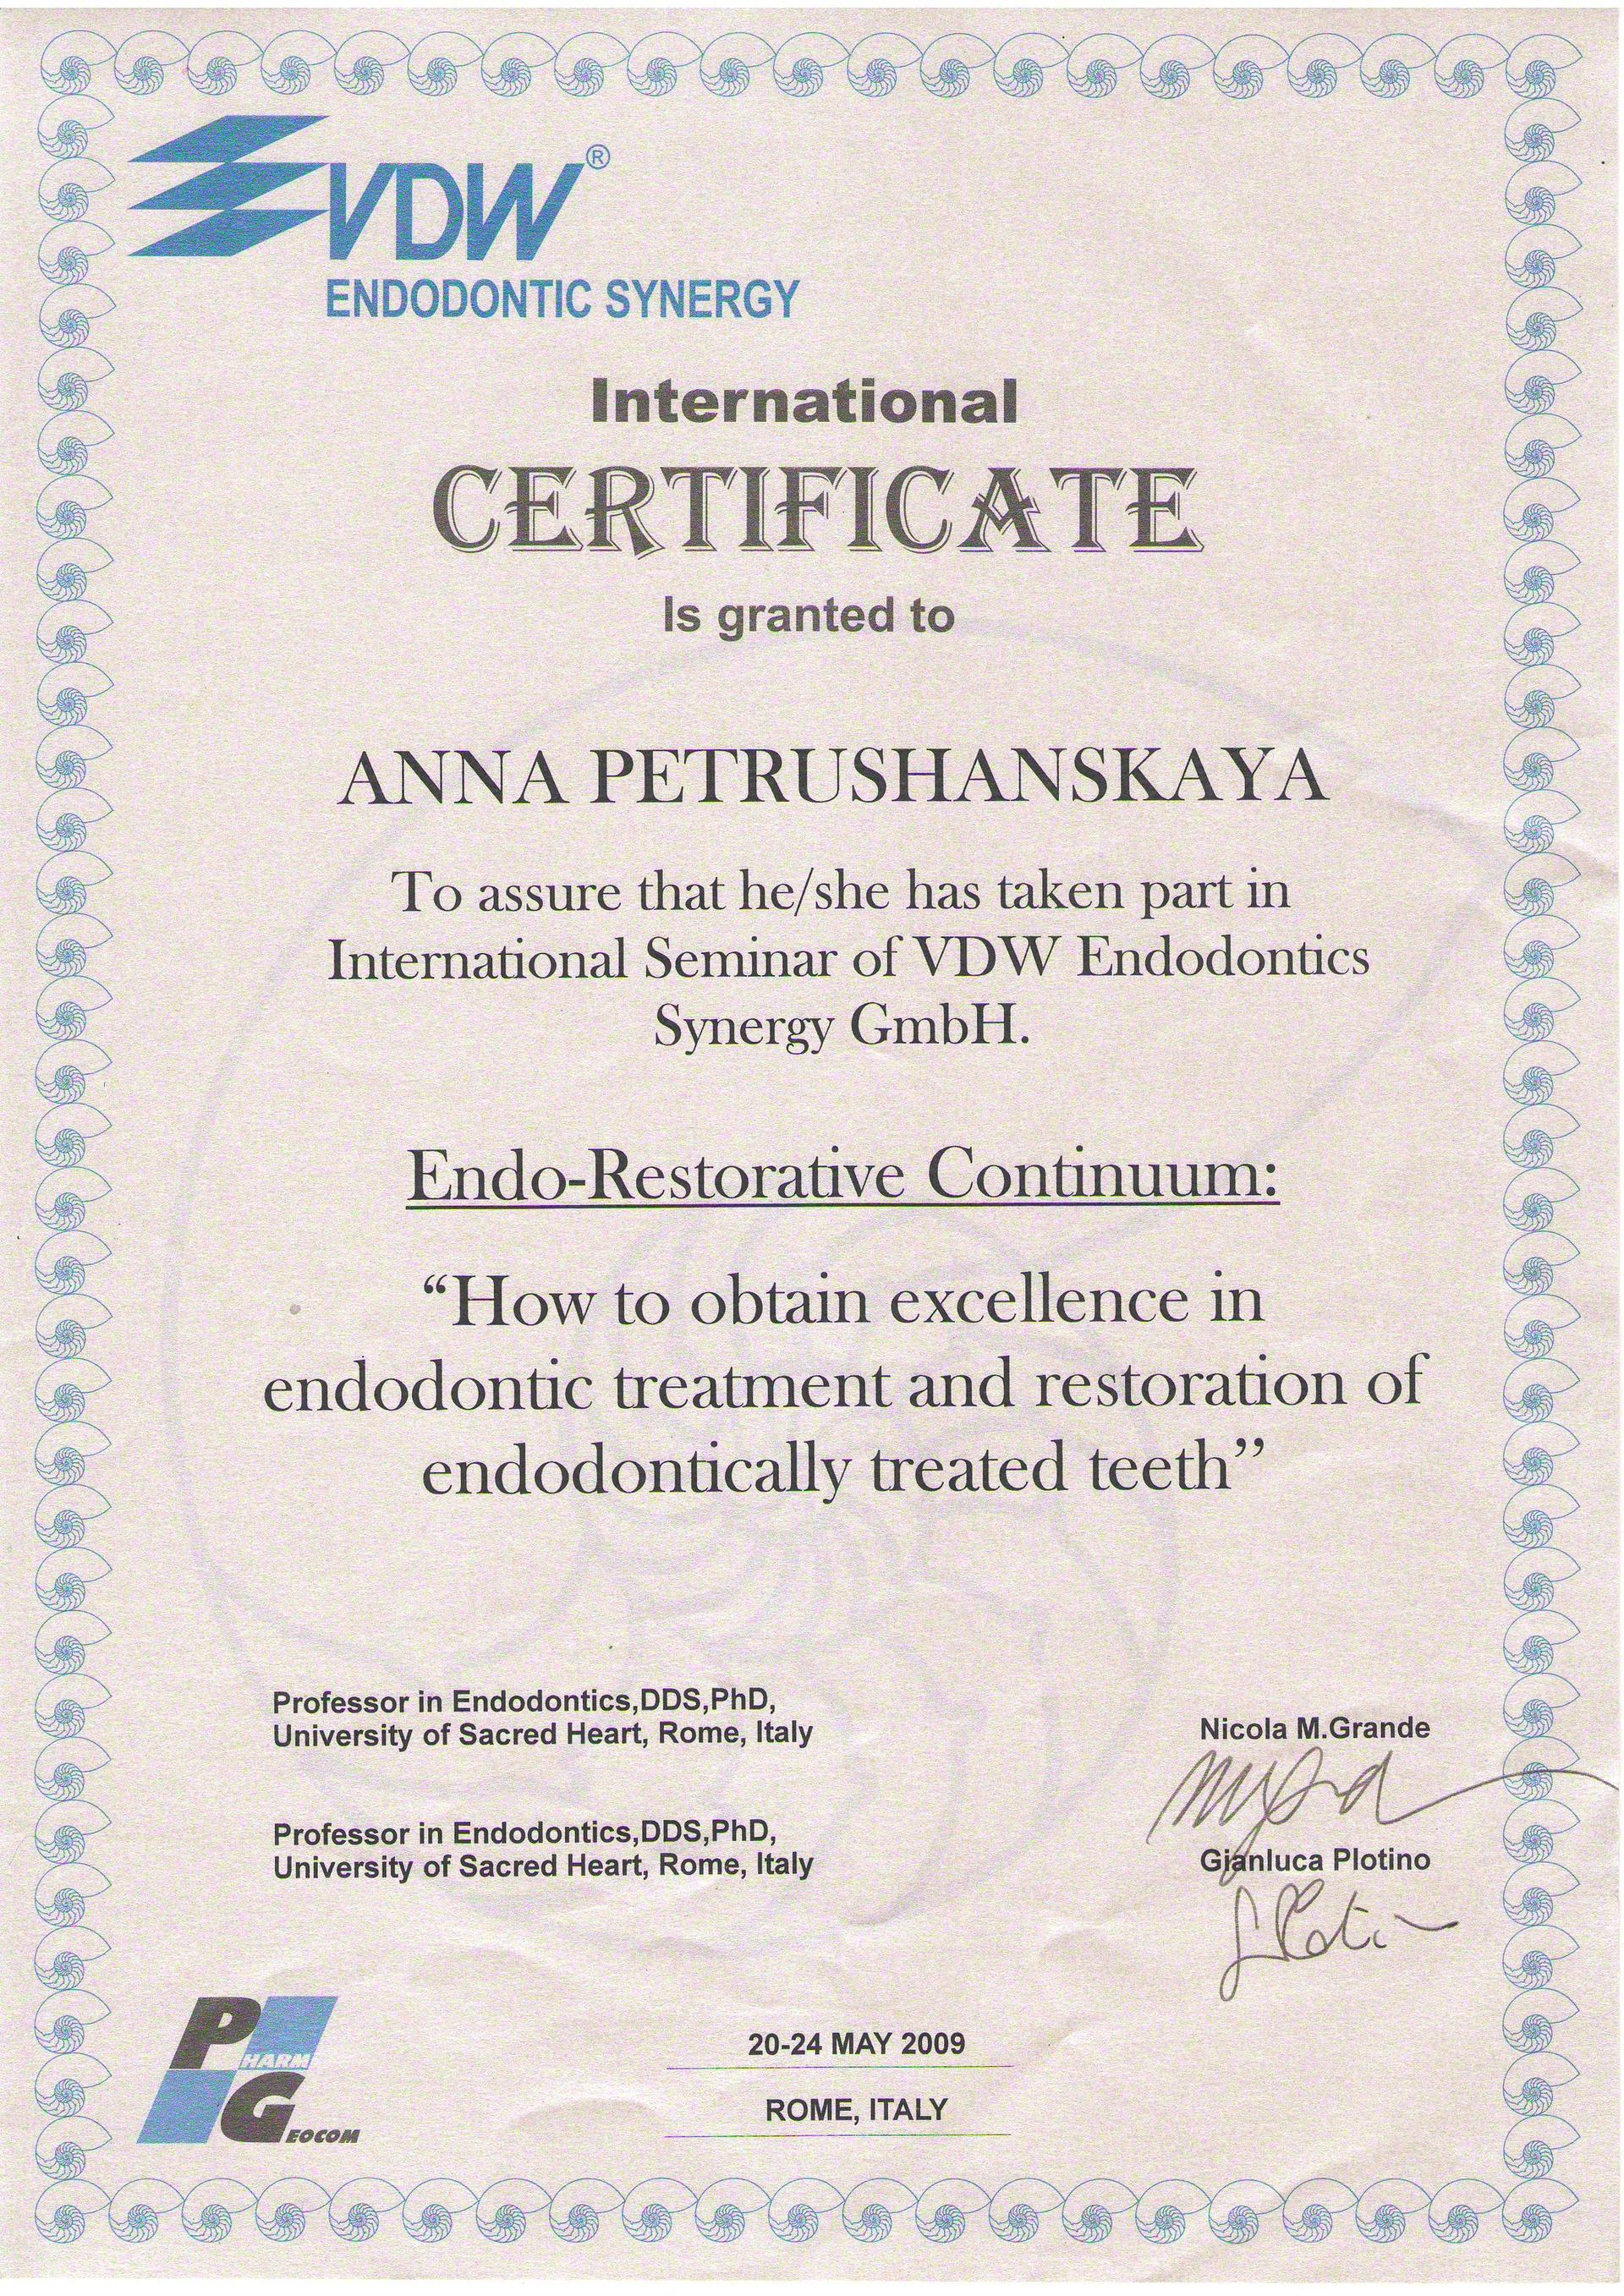 VDW®
ENDODONTIC SYNERGY
International
CERTIFICATE
Is granted to
ANNA PETRUSHANSKAYA
To assure that he/she has taken part in
International Seminar of VDW Endodontics
Synergy GmbH.
Endo-Restorative Continuum:
“How to obtain excellence in
endodontic treatment and restoration of
endodontically treated teeth”
Professor in Endodontics,DDS,PhD,
University of Sacred Heart, Rome, Italy
Nicola M.Grande
Professor in Endodontics,DDS,PhD,
University of Sacred Heart, Rome, Italy
Gianluca Plotino
PHARM
GEOCOM
20-24 MAY 2009
ROME, ITALY